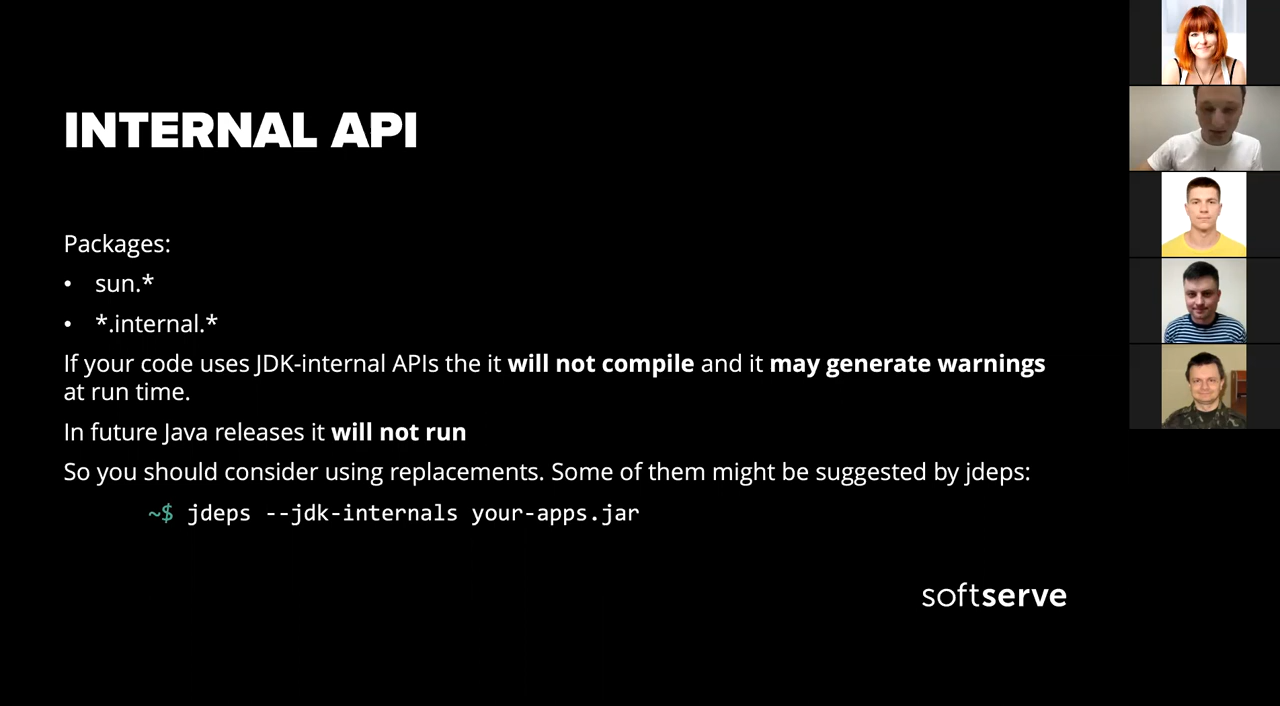 INTERNAL API
Packages:
• sun.*
• *.internal.*
If your code uses JDK-internal APIs the it will not compile and it may generate warnings
at run time.
In future Java releases it will not run
So you should consider using replacements. Some of them might be suggested by jdeps:
~$ jdeps --jdk-internals your-apps.jar
softserve